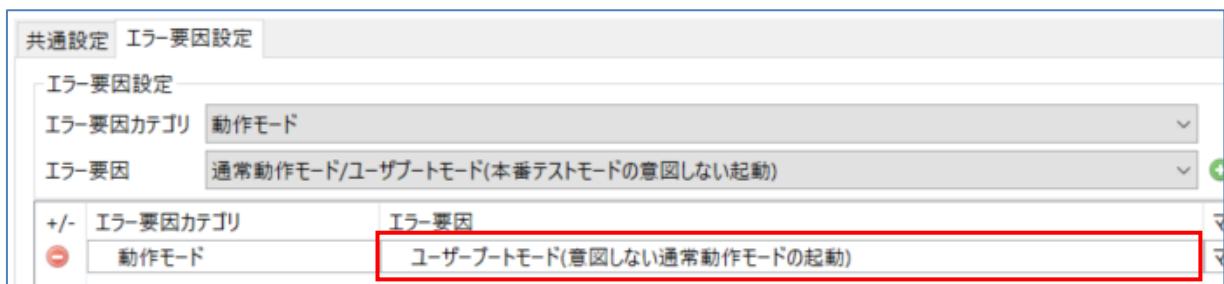 共通設定 エラー要因設定
エラー要因設定
エラー要因カテゴリ 動作モード
エラー要因 通常動作モード/ユーザブートモード(本番テストモードの意図しない起動)
+/- エラー要因カテゴリ エラー要因
動作モード ユーザーブートモード(意図しない通常動作モードの起動)